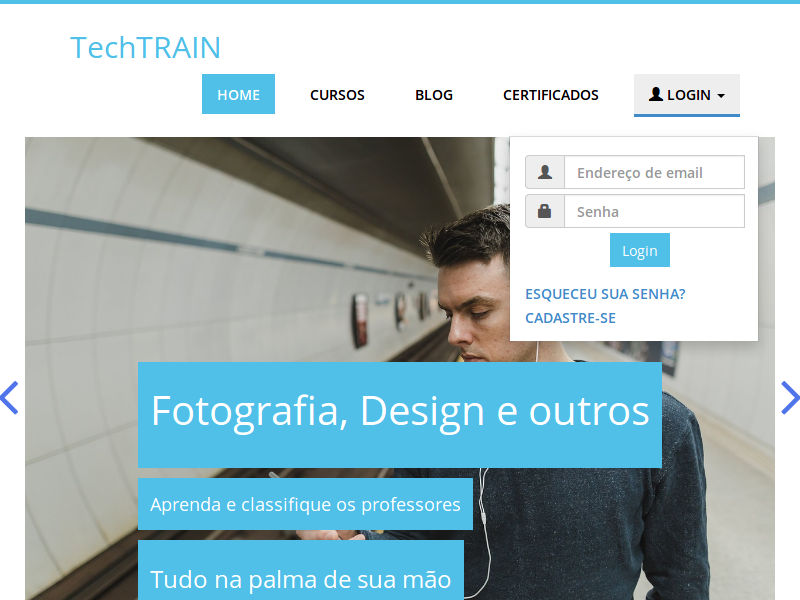 TechTRAIN
HOME
CURSOS
BLOG
CERTIFICADOS
LOGIN
Endereço de email
Senha
Login
ESQUECEU SUA SENHA?
CADASTRE-SE
Fotografia, Design e outros
Aprenda e classifique os professores
Tudo na palma de sua mão